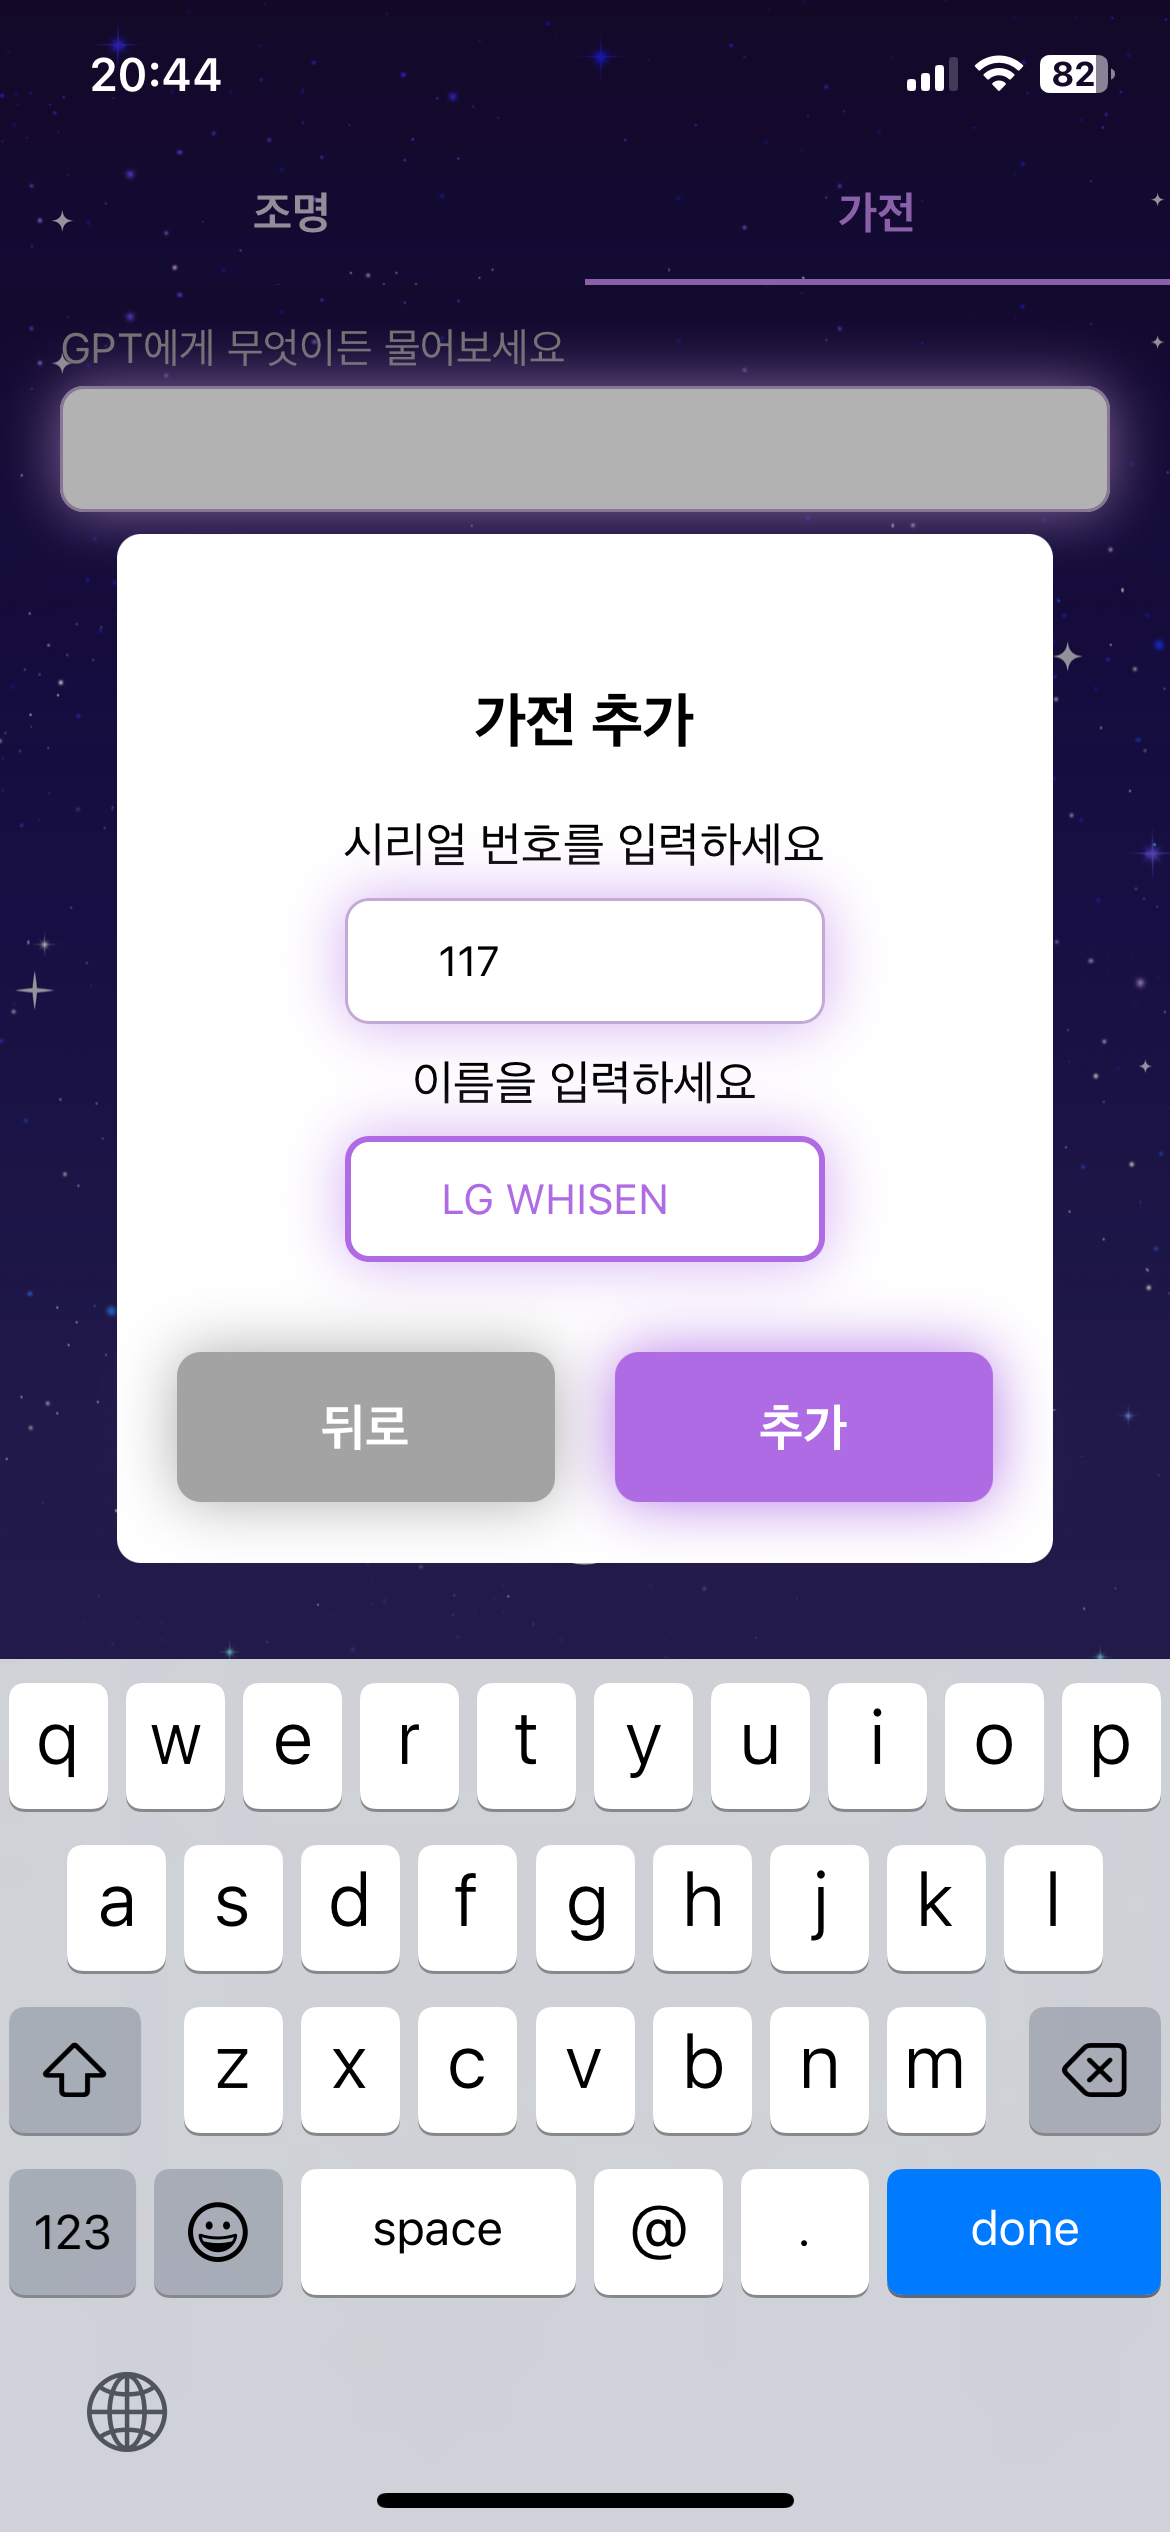 20:44
82
조명
가전
GPT에게 무엇이든 물어보세요
가전 추가
시리얼 번호를 입력하세요
117
이름을 입력하세요
LG WHISEN
뒤로
추가
q w e r t y u i o p
a s d f g h j k l
z x c v b n m
123 space @ . done